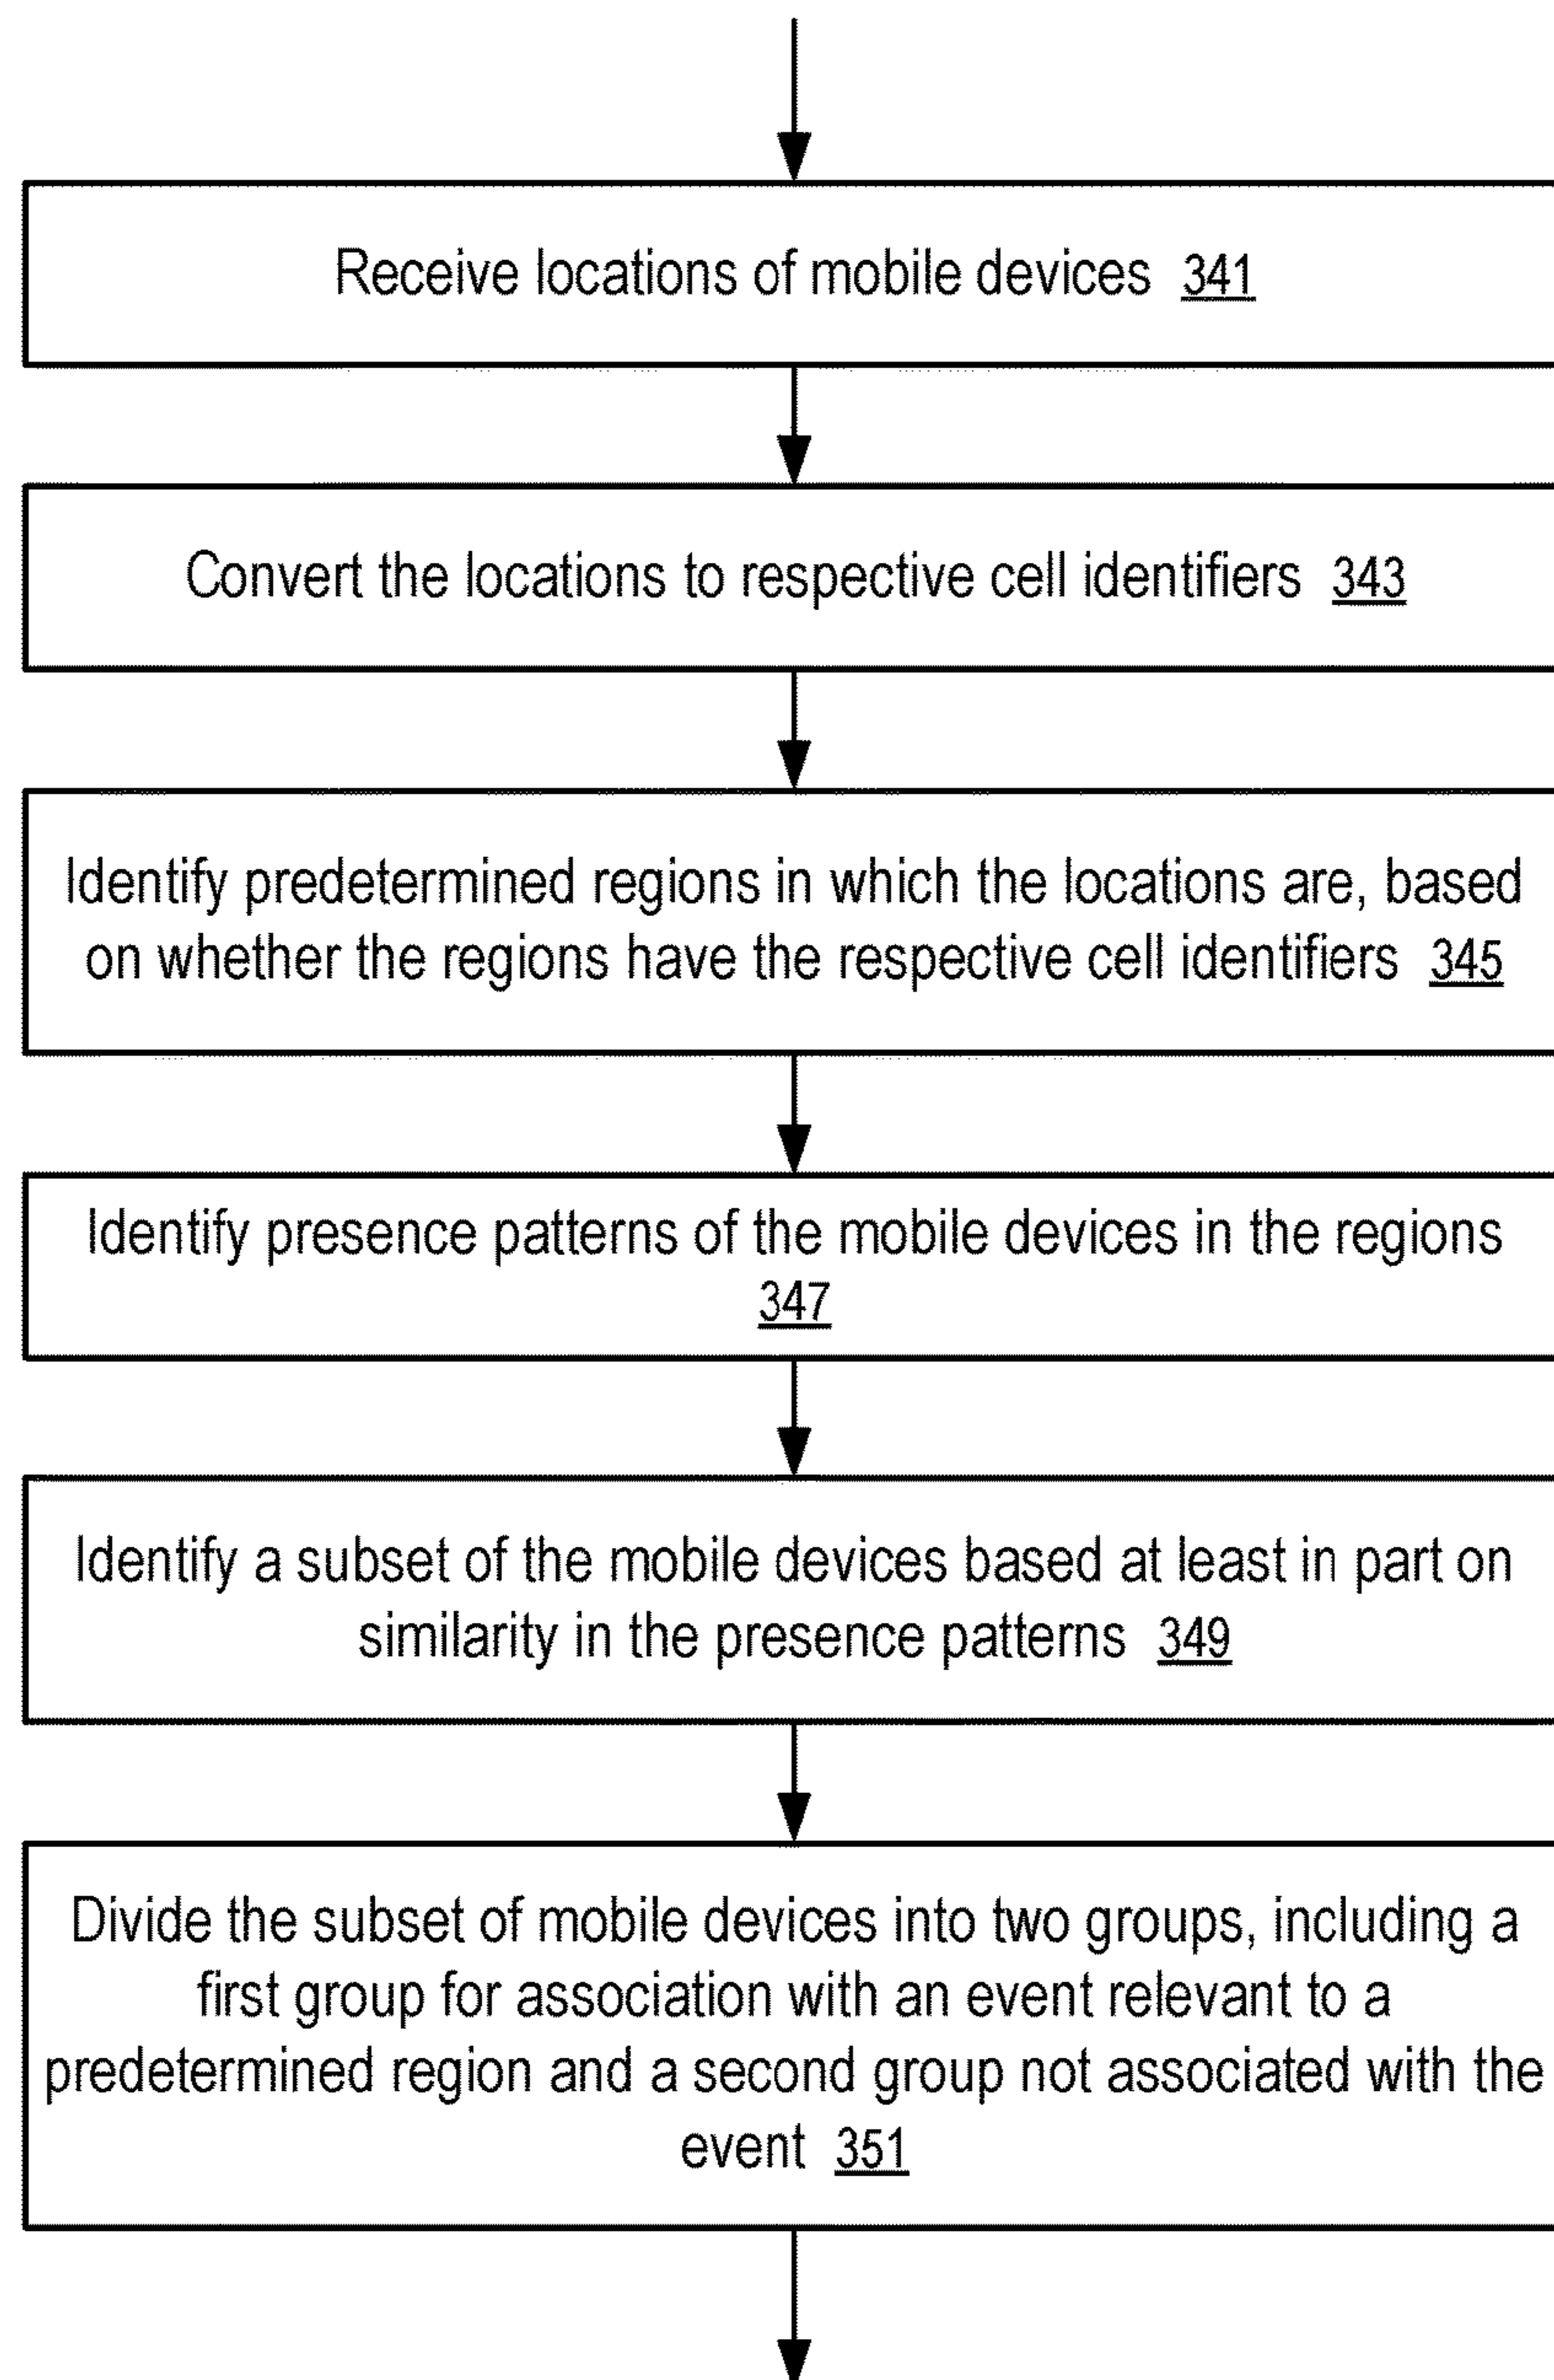 Receive locations of mobile devices 341
Convert the locations to respective cell identifiers 343
Identify predetermined regions in which the locations are, based
on whether the regions have the respective cell identifiers 345
Identify presence patterns of the mobile devices in the regions
347
Identify a subset of the mobile devices based at least in part on
similarity in the presence patterns 349
Divide the subset of mobile devices into two groups, including a
first group for association with an event relevant to a
predetermined region and a second group not associated with the
event 351